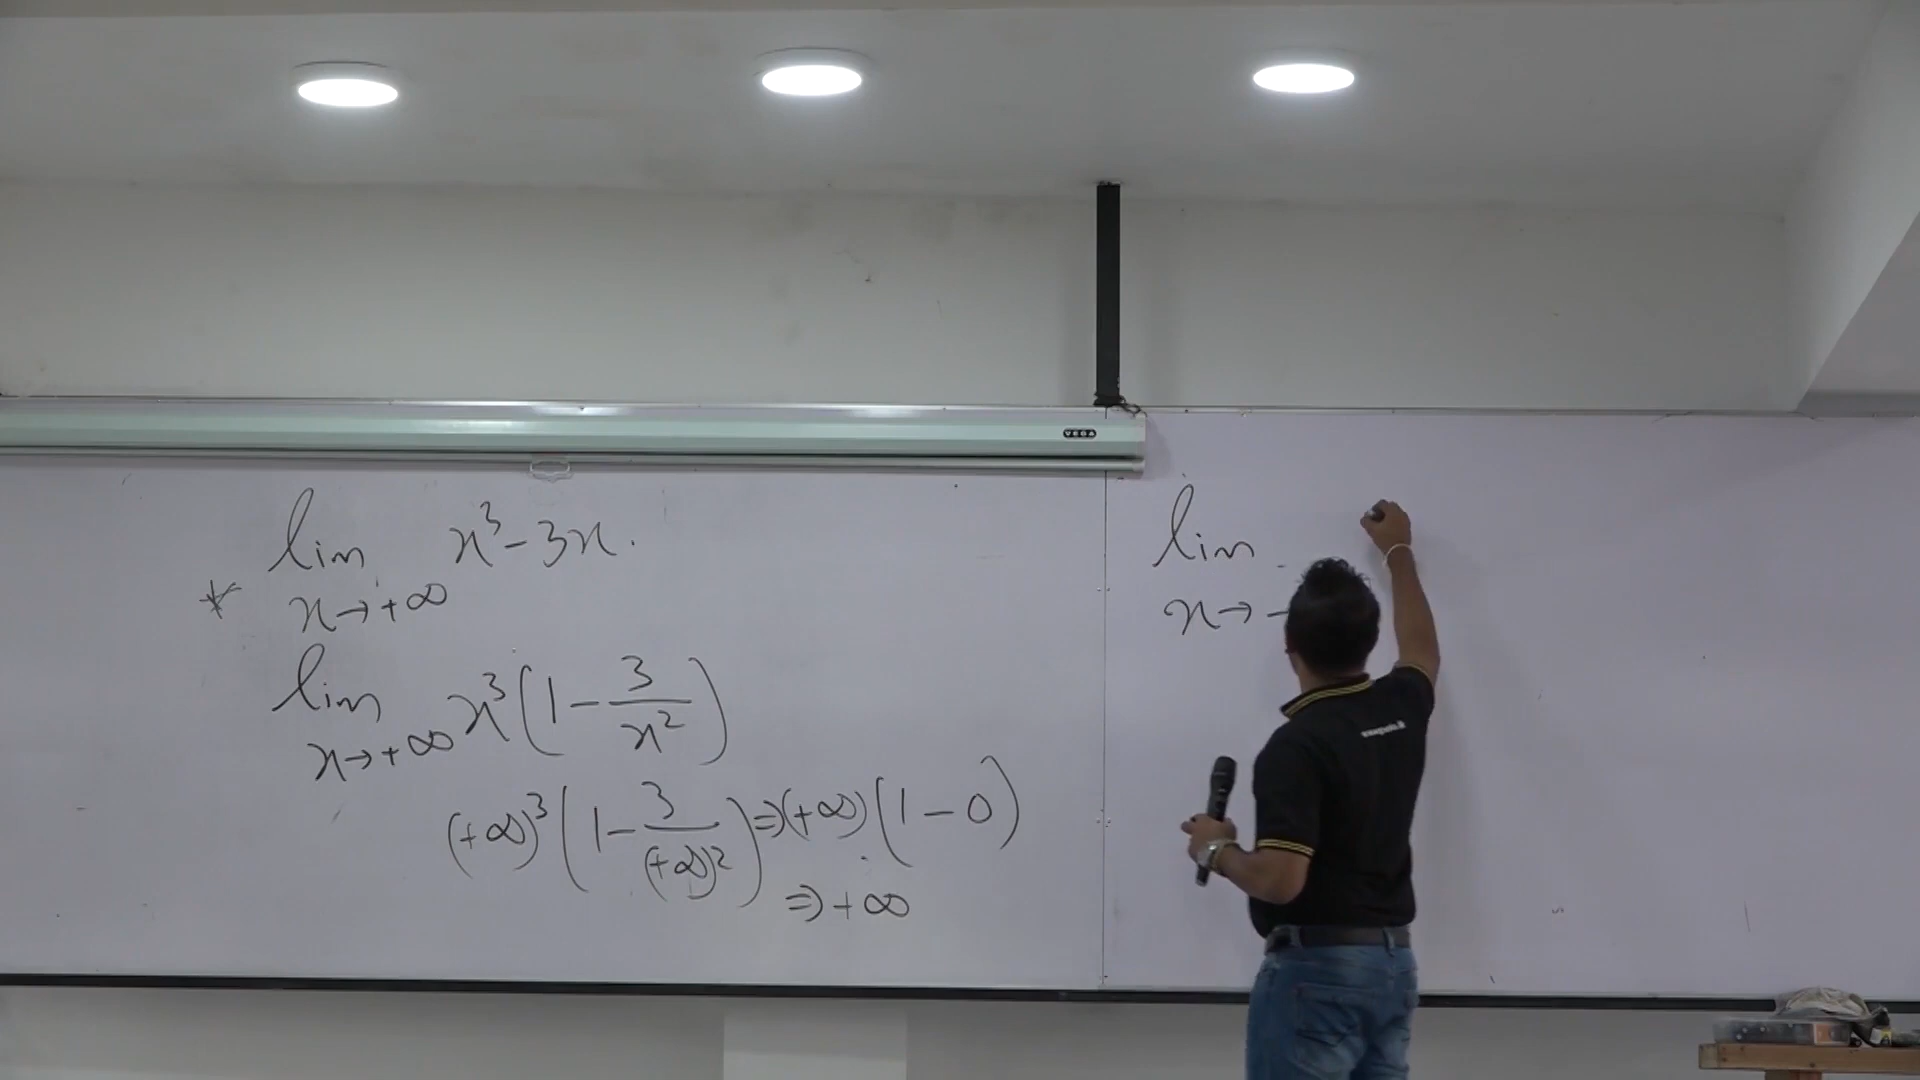 VEGA
lim x³ - 3x.
* x → +∞
lim x³ (1 - 3/x²)
x → +∞
(+∞)³ (1 - 3/(+∞)²) ⇒ (+∞) (1 - 0)
⇒ +∞
lim
x → -